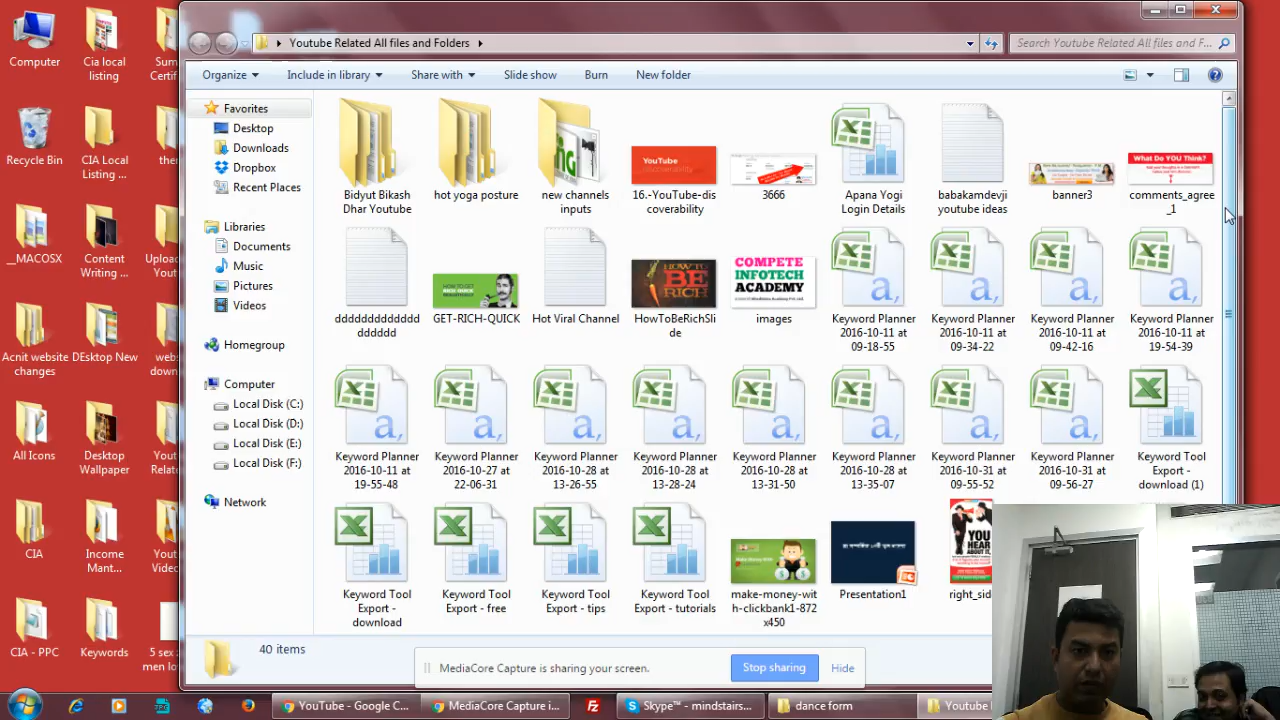 Computer
Cia local
listing
Recycle Bin
CIA Local
Listing ...
__MACOSX
Content
Writing ...
Acnit website
changes
DEsktop New
All Icons
Desktop
Wallpaper
CIA
Income
Mant...
CIA - PPC
Keywords
Youtube Related All files and Folders
Search Youtube Related All files and F...
Organize
Include in library
Share with
Slide show
Burn
New folder
Favorites
Desktop
Downloads
Dropbox
Recent Places
Libraries
Documents
Music
Pictures
Videos
Homegroup
Computer
Local Disk (C:)
Local Disk (D:)
Local Disk (E:)
Local Disk (F:)
Network
Bidyut Bikash
Dhar Youtube
hot yoga posture
new channels
inputs
YouTube
16.-YouTube-dis
coverability
3666
Apana Yogi
Login Details
babakamdevji
youtube ideas
banner3
What DO YOU Think?
comments_agree
_1
ddddddddddddd
dddddd
GET-RICH-QUICK
Hot Viral Channel
HOW TO
BE RICH
HowToBeRichSli
de
COMPETE
INFOTECH
ACADEMY
images
Keyword Planner
2016-10-11 at
09-18-55
Keyword Planner
2016-10-11 at
09-34-22
Keyword Planner
2016-10-11 at
09-42-16
Keyword Planner
2016-10-11 at
19-54-39
Keyword Planner
2016-10-11 at
19-55-48
Keyword Planner
2016-10-27 at
22-06-31
Keyword Planner
2016-10-28 at
13-26-55
Keyword Planner
2016-10-28 at
13-28-24
Keyword Planner
2016-10-28 at
13-31-50
Keyword Planner
2016-10-28 at
13-35-07
Keyword Planner
2016-10-31 at
09-55-52
Keyword Planner
2016-10-31 at
09-56-27
Keyword Tool
Export -
download (1)
Keyword Tool
Export -
download
Keyword Tool
Export - free
Keyword Tool
Export - tips
Keyword Tool
Export - tutorials
make-money-wit
h-clickbank1-872
x450
Presentation1
YOU
HEAR
right_sid
40 items
MediaCore Capture is sharing your screen.
Stop sharing
Hide
YouTube - Google C...
MediaCore Capture i...
Skype™ - mindstairs...
dance form
Youtube